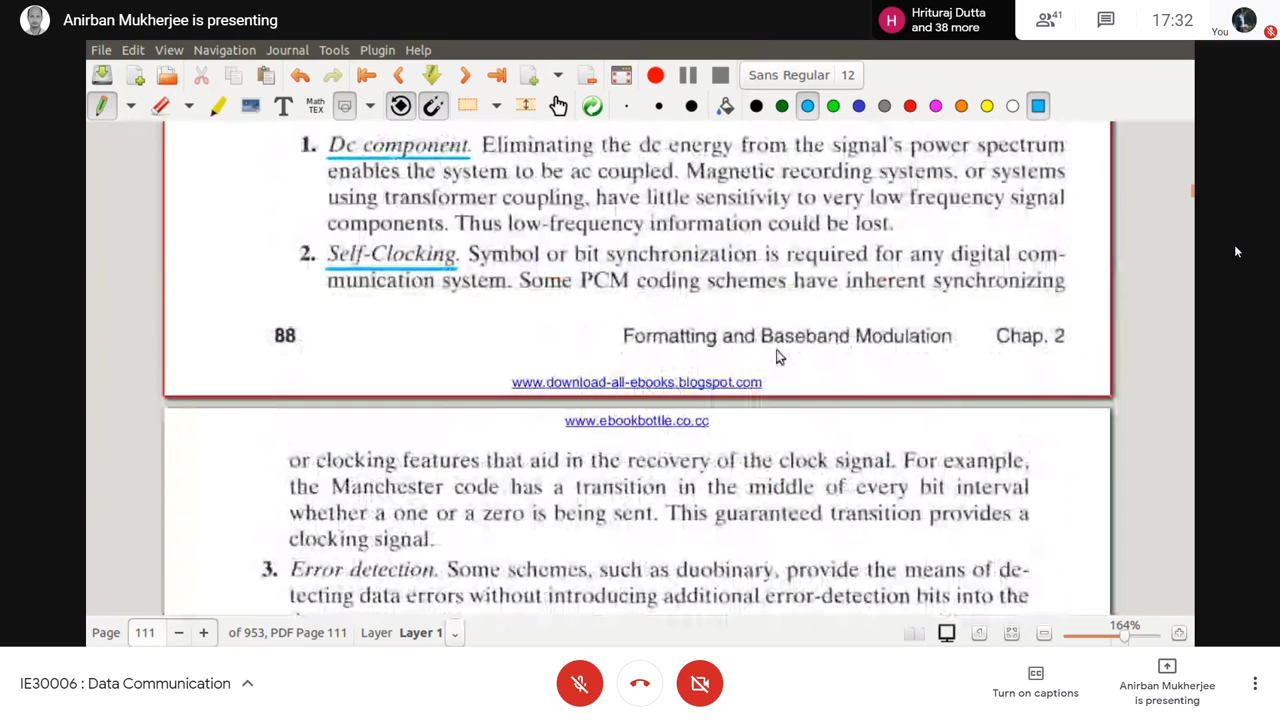 Anirban Mukherjee is presenting
H
Hrituraj Dutta
and 38 more
41
17:32
You
File Edit View Navigation Journal Tools Plugin Help
Sans Regular 12
T
Math
TEX
1. Dc component. Eliminating the dc energy from the signal's power spectrum
enables the system to be ac coupled. Magnetic recording systems, or systems
using transformer coupling, have little sensitivity to very low frequency signal
components. Thus low-frequency information could be lost.
2. Self-Clocking. Symbol or bit synchronization is required for any digital com-
munication system. Some PCM coding schemes have inherent synchronizing
88 Formatting and Baseband Modulation Chap. 2
www.download-all-ebooks.blogspot.com
www.ebookbottle.co.cc
or clocking features that aid in the recovery of the clock signal. For example,
the Manchester code has a transition in the middle of every bit interval
whether a one or a zero is being sent. This guaranteed transition provides a
clocking signal.
3. Error detection. Some schemes, such as duobinary, provide the means of de-
tecting data errors without introducing additional error-detection bits into the
Page 111 − + of 953, PDF Page 111 Layer Layer 1
164%
IE30006 : Data Communication
CC
Turn on captions
Anirban Mukherjee
is presenting